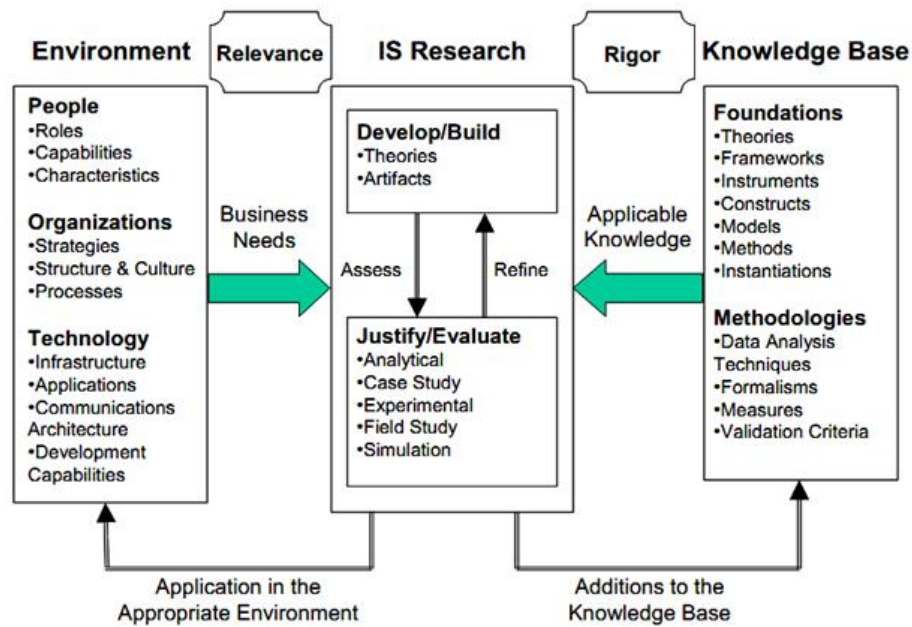 Environment
Relevance
IS Research
Rigor
Knowledge Base
People
•Roles
•Capabilities
•Characteristics
Organizations
•Strategies
•Structure & Culture
•Processes
Technology
•Infrastructure
•Applications
•Communications
Architecture
•Development
Capabilities
Business
Needs
Develop/Build
•Theories
•Artifacts
Assess
Refine
Justify/Evaluate
•Analytical
•Case Study
•Experimental
•Field Study
•Simulation
Applicable
Knowledge
Foundations
•Theories
•Frameworks
•Instruments
•Constructs
•Models
•Methods
•Instantiations
Methodologies
•Data Analysis
Techniques
•Formalisms
•Measures
•Validation Criteria
Application in the
Appropriate Environment
Additions to the
Knowledge Base